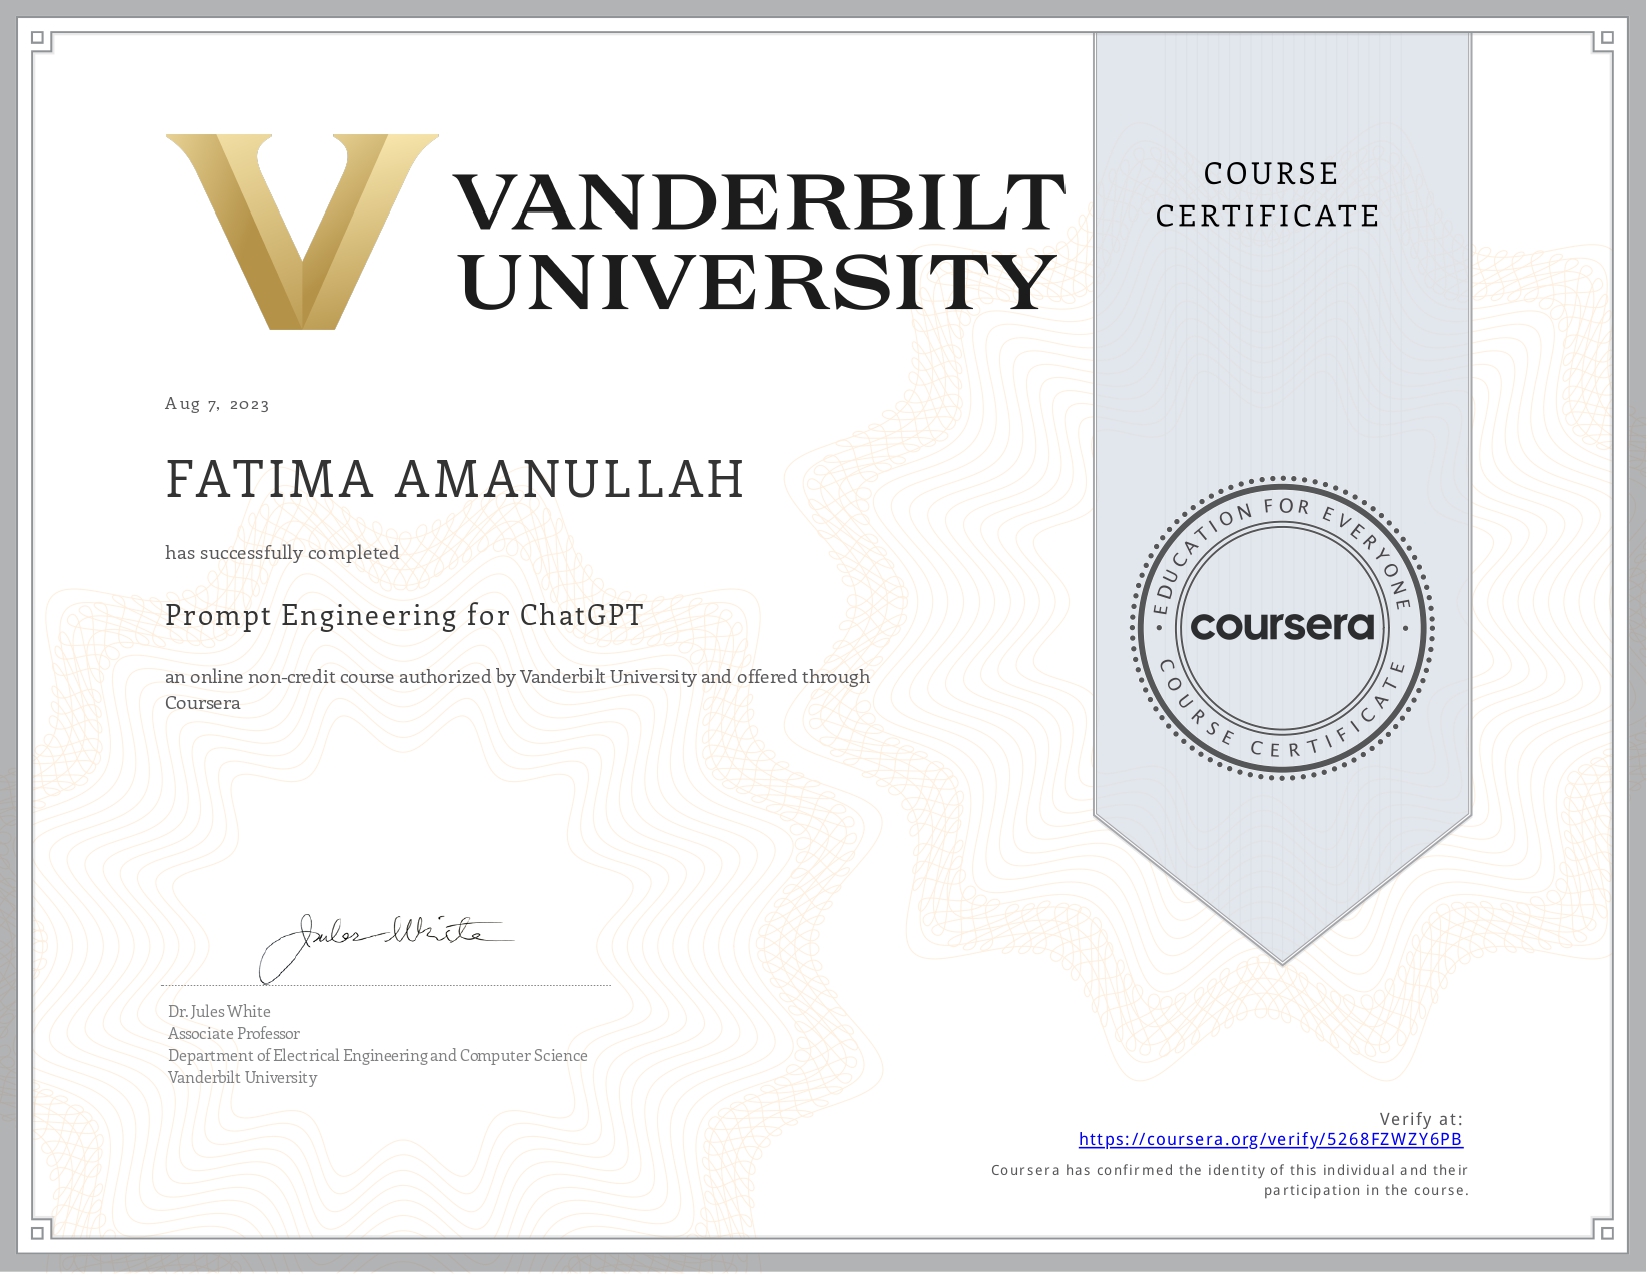 VANDERBILT
UNIVERSITY
COURSE
CERTIFICATE
Aug 7, 2023
FATIMA AMANULLAH
has successfully completed
Prompt Engineering for ChatGPT
an online non-credit course authorized by Vanderbilt University and offered through
Coursera
EDUCATION FOR EVERYONE
coursera
COURSE CERTIFICATE
Jules White
Dr. Jules White
Associate Professor
Department of Electrical Engineering and Computer Science
Vanderbilt University
Verify at:
https://coursera.org/verify/5268FZWZY6PB
Coursera has confirmed the identity of this individual and their
participation in the course.